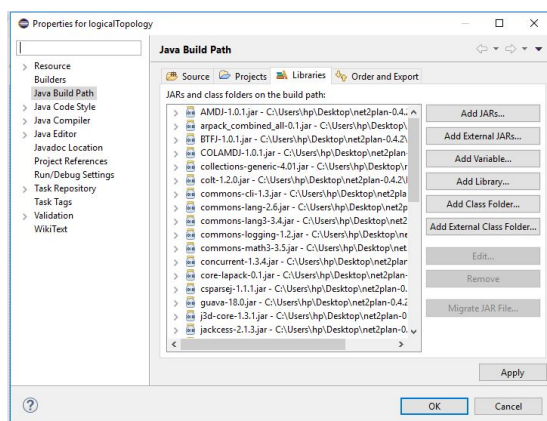 Properties for logicalTopology
Java Build Path
Resource
Builders
Java Build Path
Java Code Style
Java Compiler
Java Editor
Javadoc Location
Project References
Run/Debug Settings
Task Repository
Task Tags
Validation
WikiText
Source
Projects
Libraries
Order and Export
JARs and class folders on the build path:
AMDJ-1.0.1.jar - C:\Users\hp\Desktop\net2plan-0.4.
arpack_combined_all-0.1.jar - C:\Users\hp\Desktop\
BTFJ-1.0.1.jar - C:\Users\hp\Desktop\net2plan-0.4.2\
COLAMDJ-1.0.1.jar - C:\Users\hp\Desktop\net2plan-
collections-generic-4.01.jar - C:\Users\hp\Desktop\r
colt-1.2.0.jar - C:\Users\hp\Desktop\net2plan-0.4.2\l
commons-cli-1.3.jar - C:\Users\hp\Desktop\net2plan
commons-lang-2.6.jar - C:\Users\hp\Desktop\net2pl
commons-lang3-3.4.jar - C:\Users\hp\Desktop\net2
commons-logging-1.2.jar - C:\Users\hp\Desktop\net
commons-math3-3.5.jar - C:\Users\hp\Desktop\net.
concurrent-1.3.4.jar - C:\Users\hp\Desktop\net2plan
core-lapack-0.1.jar - C:\Users\hp\Desktop\net2plan-
csparsej-1.1.1.jar - C:\Users\hp\Desktop\net2plan-0.
guava-18.0.jar - C:\Users\hp\Desktop\net2plan-0.4.2
j3d-core-1.3.1.jar - C:\Users\hp\Desktop\net2plan-0
jackcess-2.1.3.jar - C:\Users\hp\Desktop\net2plan-0.
Add JARs...
Add External JARs...
Add Variable...
Add Library...
Add Class Folder...
Add External Class Folder...
Edit...
Remove
Migrate JAR File...
Apply
OK
Cancel